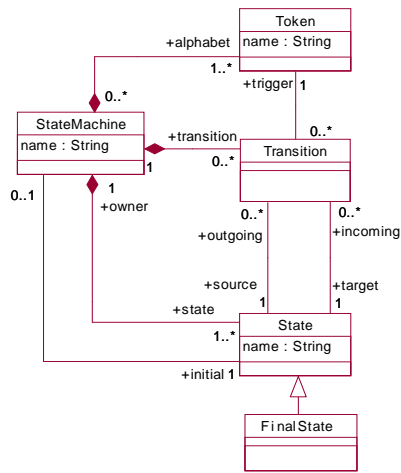 Token
name : String
+alphabet
1..*
+trigger
1
0..*
StateMachine
name : String
+transition
1
0..*
0..*
Transition
0..1
1
+owner
0..*
0..*
+outgoing
+incoming
+source
+target
1
1
+state
1..*
State
name : String
+initial 1
FinalState